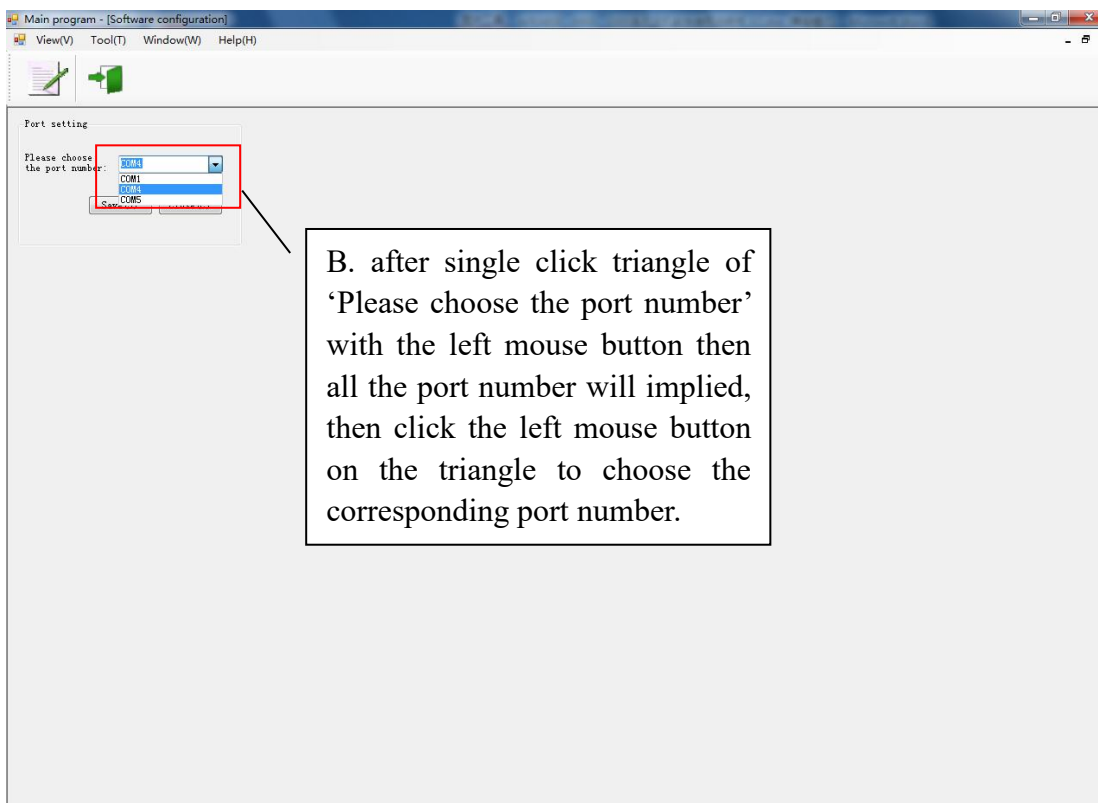 Main program - [Software configuration]
View(V) Tool(T) Window(W) Help(H)
Port setting
Please choose
the port number:
COM4
COM1
COM4
COM5
B. after single click triangle of
‘Please choose the port number’
with the left mouse button then
all the port number will implied,
then click the left mouse button
on the triangle to choose the
corresponding port number.